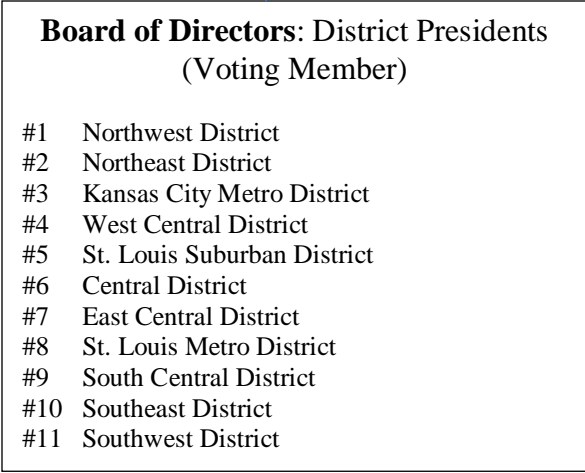 Board of Directors: District Presidents
(Voting Member)
#1 Northwest District
#2 Northeast District
#3 Kansas City Metro District
#4 West Central District
#5 St. Louis Suburban District
#6 Central District
#7 East Central District
#8 St. Louis Metro District
#9 South Central District
#10 Southeast District
#11 Southwest District